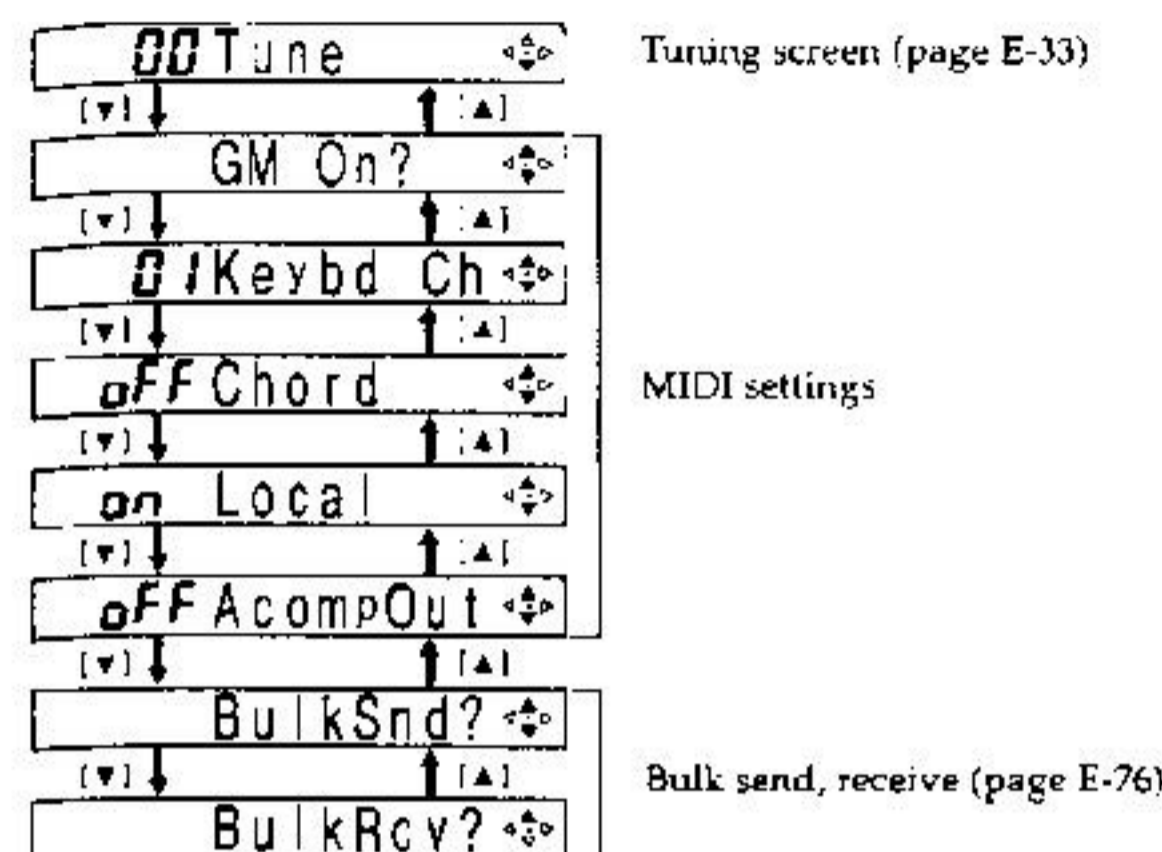 00 Tune
Tuning screen (page E-33)
[▼] [▲]
GM On?
[▼] [▲]
01 Keybd Ch
[▼] [▲]
oFF Chord
MIDI settings
[▼] [▲]
on Local
[▼] [▲]
oFF AcompOut
[▼] [▲]
BulkSnd?
[▼] [▲]
Bulk send, receive (page E-76)
BulkRcv?